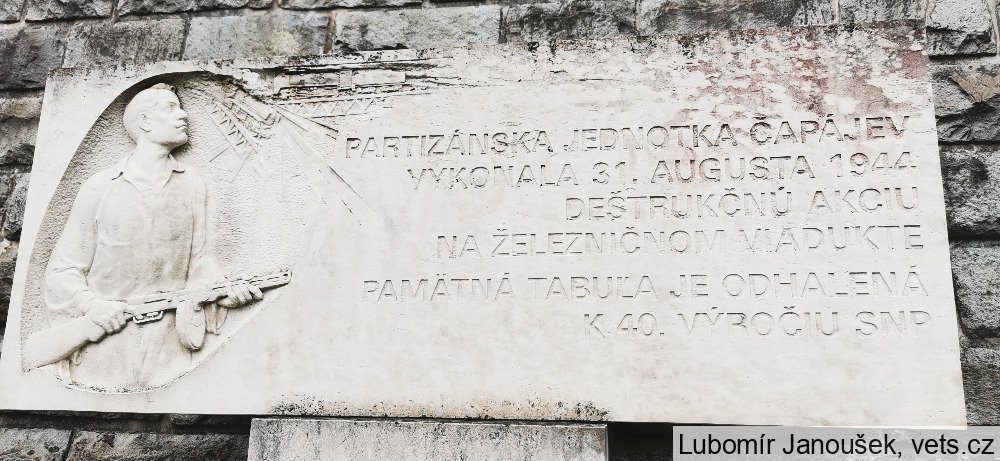 PARTIZÁNSKA JEDNOTKA ČAPÁJEV
VYKONALA 31. AUGUSTA 1944
DEŠTRUKČNÚ AKCIU
NA ŽELEZNIČNOM VIADUKTE
PAMÄTNÁ TABUĽA JE ODHALENÁ
K 40. VÝROČIU SNP
Lubomír Janoušek, vets.cz